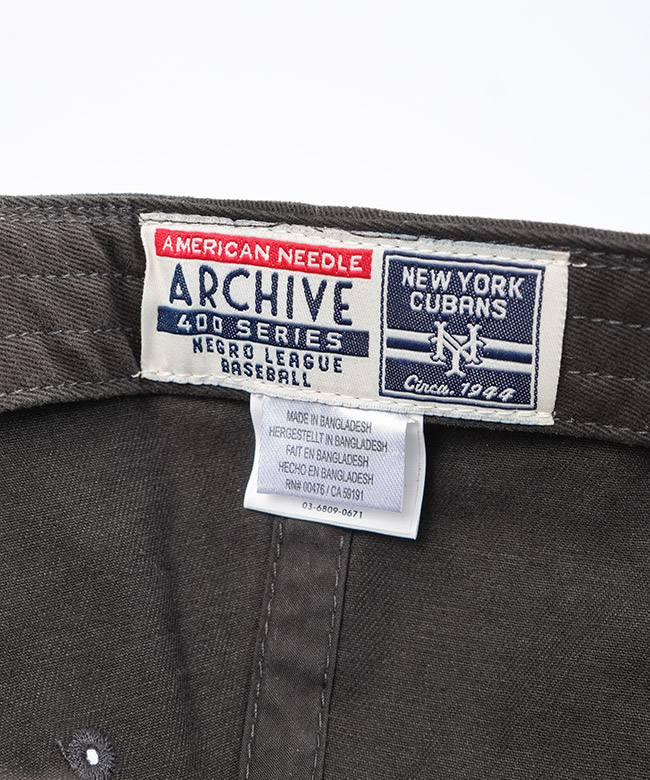 AMERICAN NEEDLE
ARCHIVE
400 SERIES
NEGRO LEAGUE
BASEBALL
NEW YORK
CUBANS
NY
Circa. 1944
MADE IN BANGLADESH
HERGESTELLT IN BANGLADESH
FAIT EN BANGLADESH
HECHO EN BANGLADESH
RN# 00476 / CA 59191
03-6809-0671